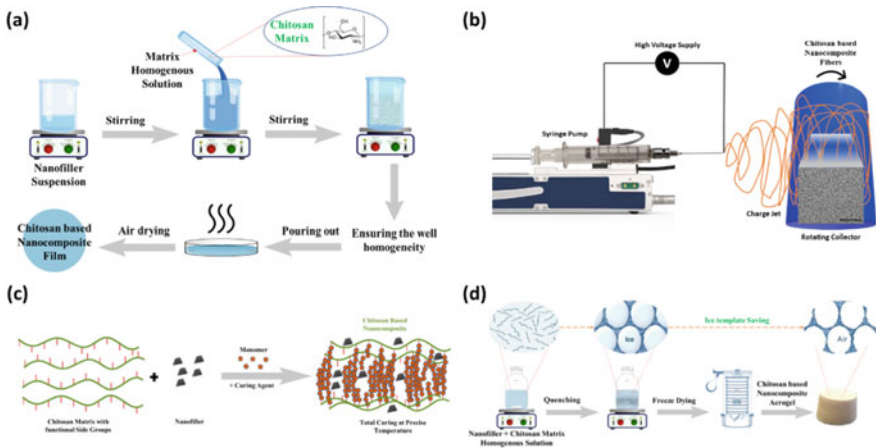 (a)
Chitosan
Matrix
Matrix
Homogenous
Solution
Stirring
Stirring
Nanofiller
Suspension
Chitosan based
Nanocomposite
Film
Air drying
Pouring out
Ensuring the well
homogeneity
(b)
High Voltage Supply
V
Syringe Pump
Charge Jet
Chitosan based
Nanocomposite
Fibers
Rotating Collector
(c)
Chitosan Matrix with
functional Side Groups
+
Nanofiller
Monomer
+ Curing Agent
Chitosan Based
Nanocomposite
Total Curing at Precise
Temperature
(d)
Ice template Saving
Ice
Air
Nanofiller + Chitosan Matrix
Homogenous Solution
Quenching
Freeze Dying
Chitosan based
Nanocomposite
Aerogel